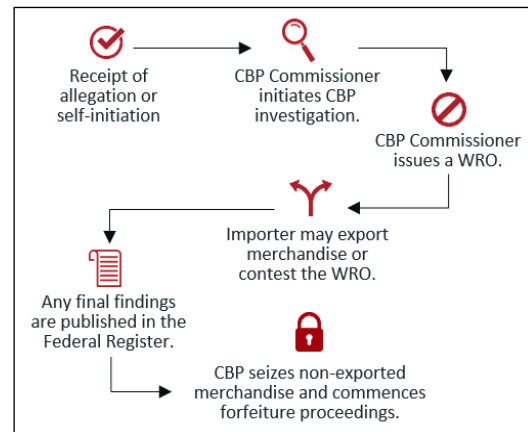 Receipt of
allegation or
self-initiation
CBP Commissioner
initiates CBP
investigation.
CBP Commissioner
issues a WRO.
Importer may export
merchandise or
contest the WRO.
Any final findings
are published in the
Federal Register.
CBP seizes non-exported
merchandise and commences
forfeiture proceedings.